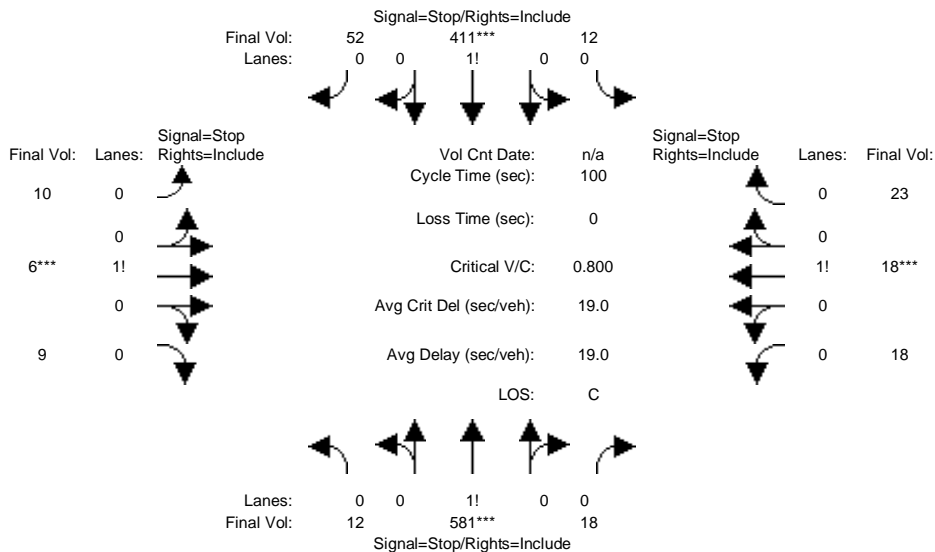 Signal=Stop/Rights=Include
Final Vol: 52 411*** 12
Lanes: 0 0 1! 0 0
Signal=Stop Signal=Stop
Final Vol: Lanes: Rights=Include Vol Cnt Date: n/a Rights=Include Lanes: Final Vol:
Cycle Time (sec): 100
10 0 0 23
Loss Time (sec): 0
0 0
6*** 1! Critical V/C: 0.800 1! 18***
0 Avg Crit Del (sec/veh): 19.0 0
9 0 Avg Delay (sec/veh): 19.0 0 18
LOS: C
Lanes: 0 0 1! 0 0
Final Vol: 12 581*** 18
Signal=Stop/Rights=Include